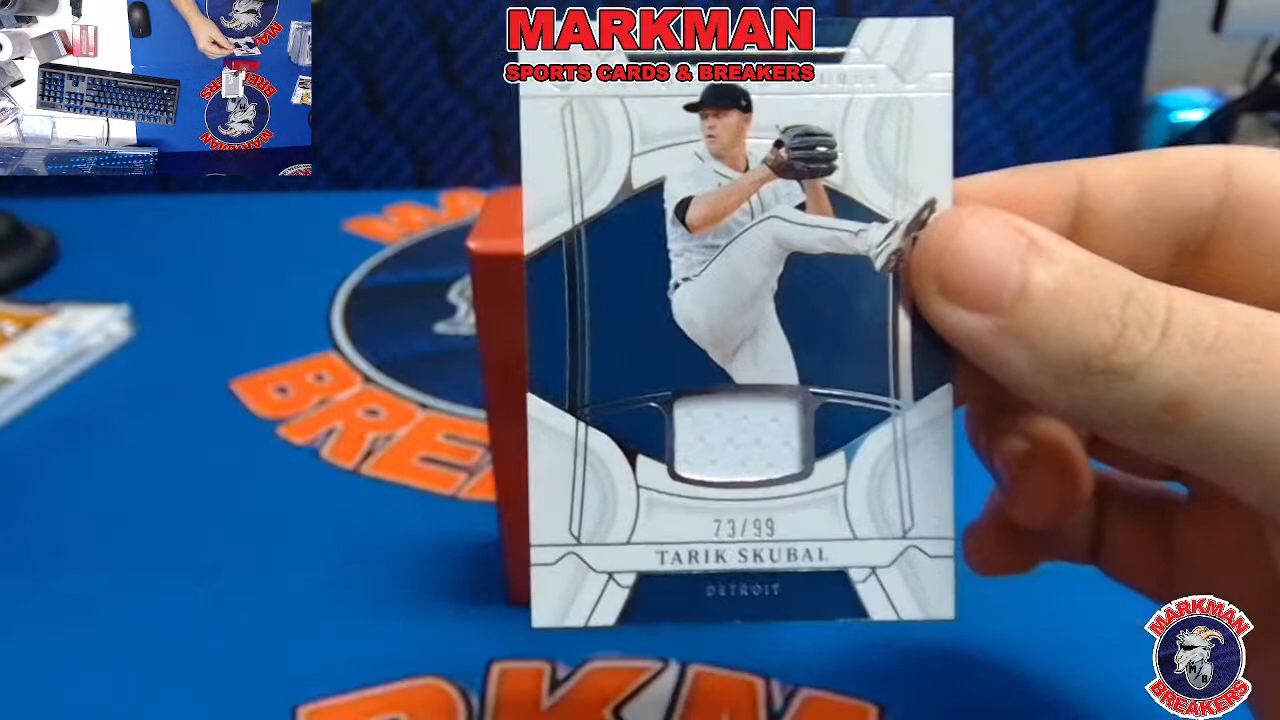 MARKMAN
SPORTS CARDS & BREAKERS
73/99
TARIK SKUBAL
DETROIT
MARKMAN
BREAKERS